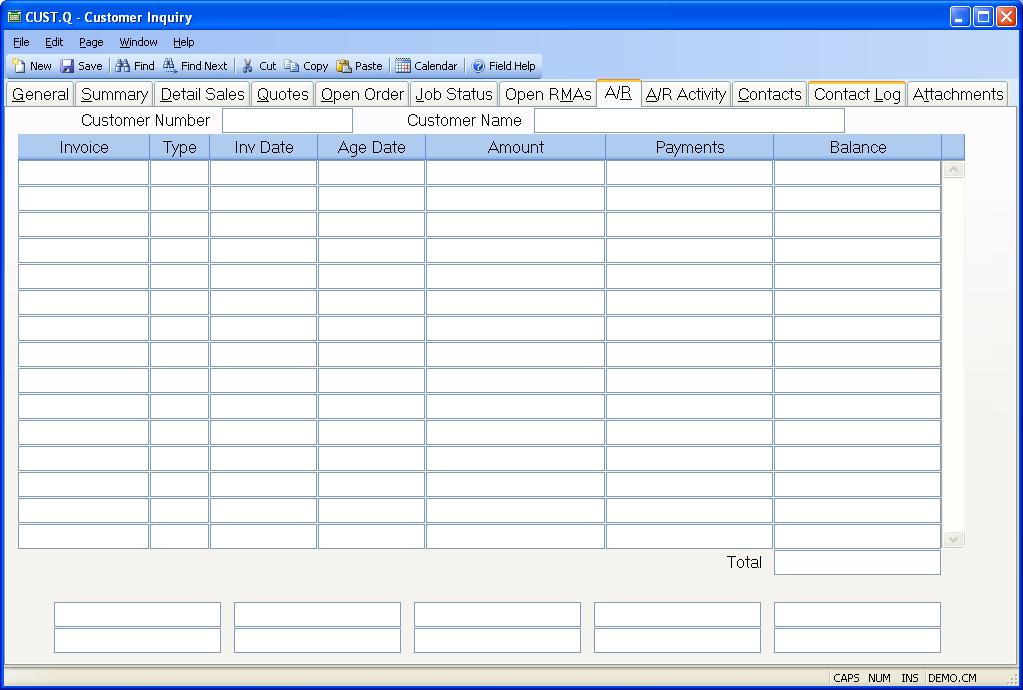 CUST.Q - Customer Inquiry
File Edit Page Window Help
New Save Find Find Next Cut Copy Paste Calendar Field Help
General Summary Detail Sales Quotes Open Order Job Status Open RMAs A/R A/R Activity Contacts Contact Log Attachments
Customer Number Customer Name
Invoice Type Inv Date Age Date Amount Payments Balance
Total
CAPS NUM INS DEMO.CM